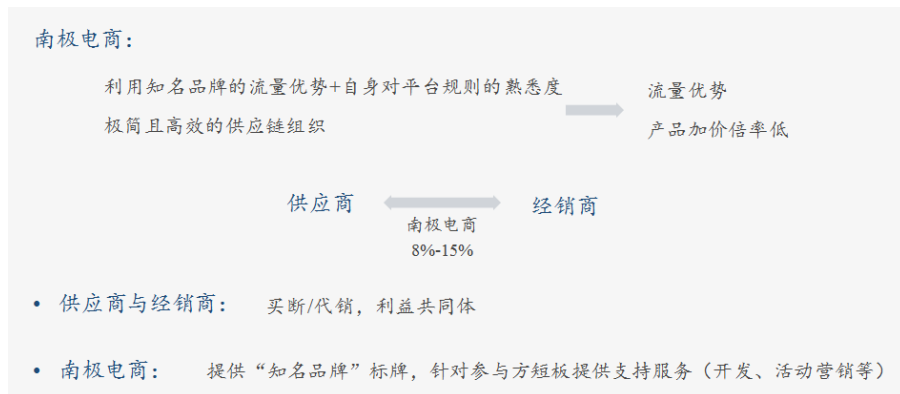 南极电商：
利用知名品牌的流量优势+自身对平台规则的熟悉度
极简且高效的供应链组织
流量优势
产品加价倍率低
供应商
经销商
南极电商
8%-15%
• 供应商与经销商： 买断/代销，利益共同体
• 南极电商： 提供“知名品牌”标牌，针对参与方短板提供支持服务（开发、活动营销等）